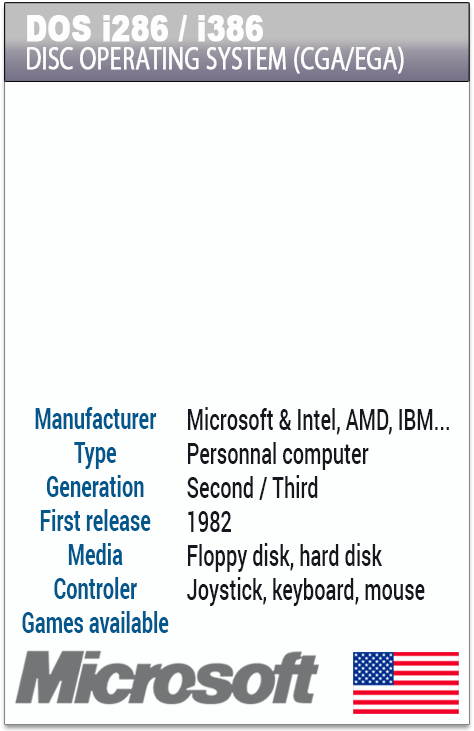 DOS i286 / i386
DISC OPERATING SYSTEM (CGA/EGA)
Manufacturer Microsoft & Intel, AMD, IBM...
Type Personnal computer
Generation Second / Third
First release 1982
Media Floppy disk, hard disk
Controler Joystick, keyboard, mouse
Games available
Microsoft